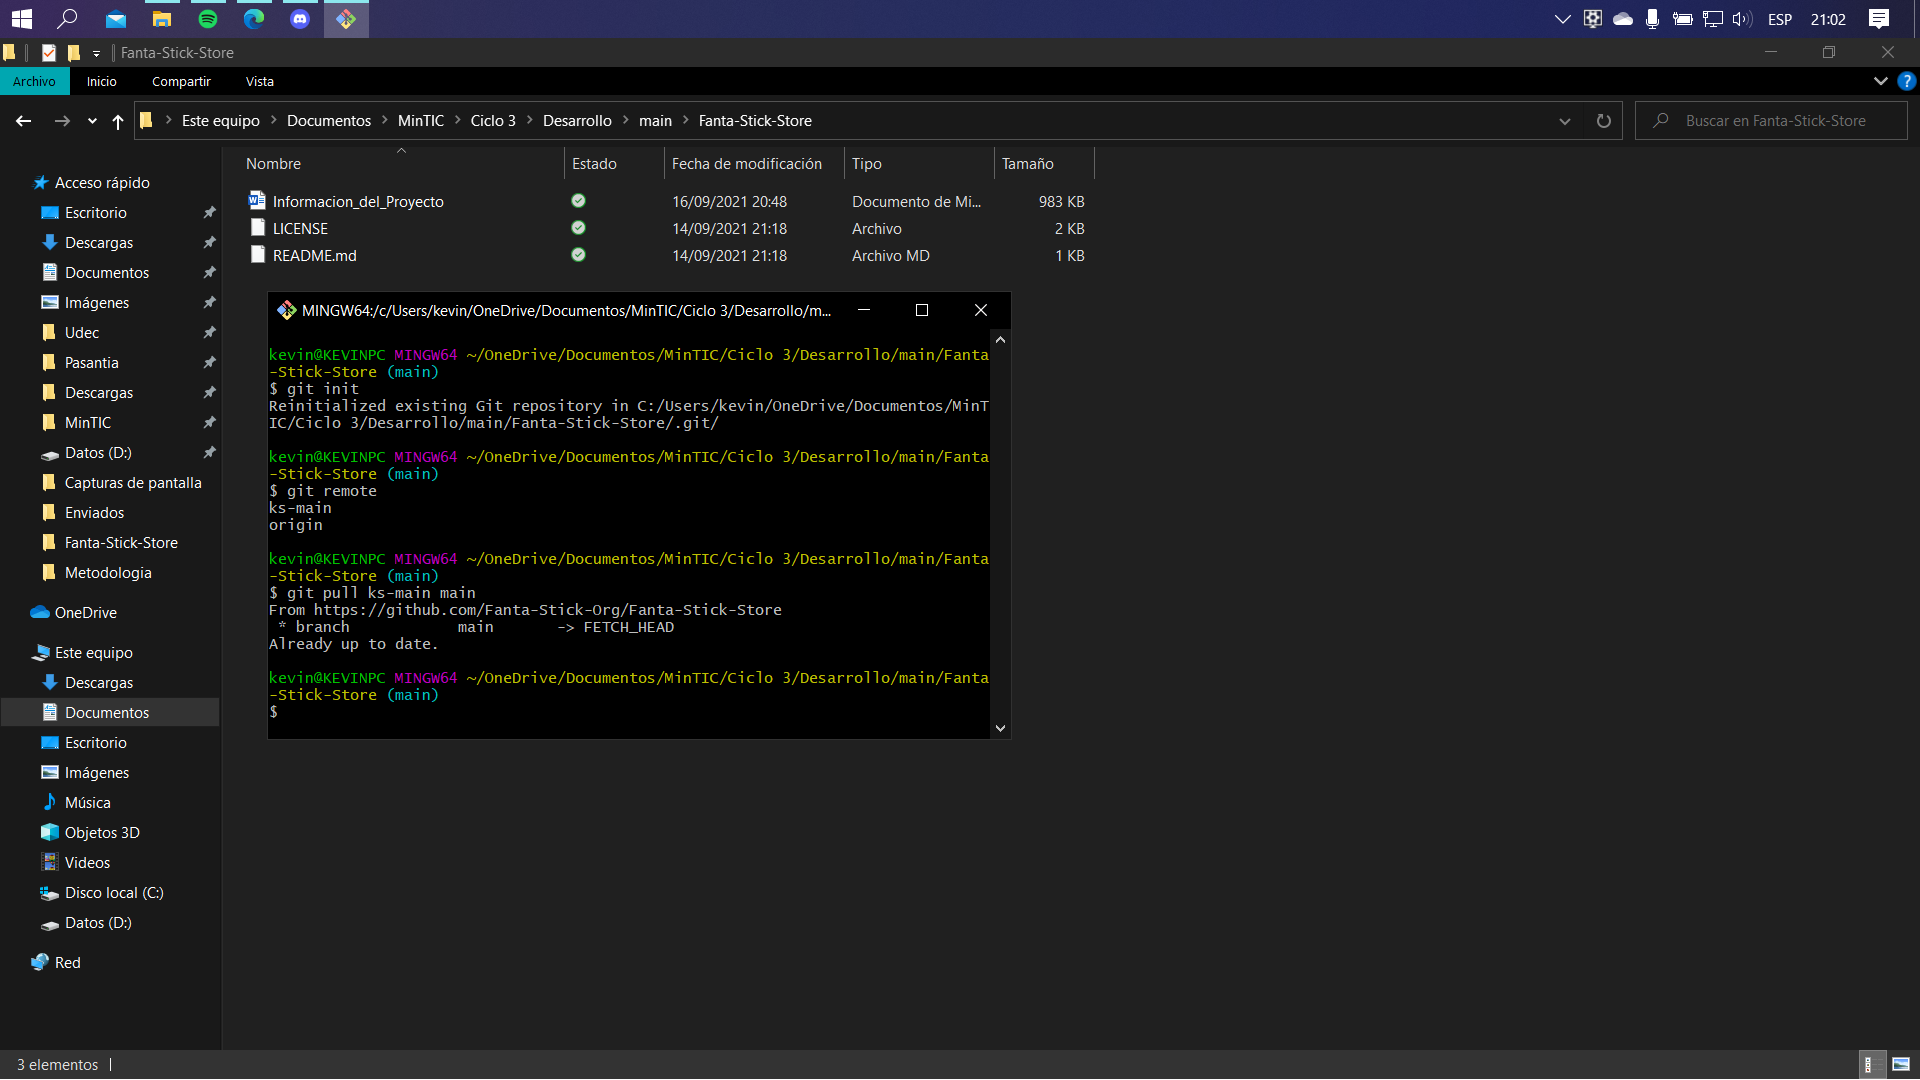 ESP
21:02
Fanta-Stick-Store
Archivo
Inicio
Compartir
Vista
?
Este equipo
Documentos
MinTIC
Ciclo 3
Desarrollo
main
Fanta-Stick-Store
Buscar en Fanta-Stick-Store
Nombre
Estado
Fecha de modificación
Tipo
Tamaño
Informacion_del_Proyecto
16/09/2021 20:48
Documento de Mi...
983 KB
LICENSE
14/09/2021 21:18
Archivo
2 KB
README.md
14/09/2021 21:18
Archivo MD
1 KB
Acceso rápido
Escritorio
Descargas
Documentos
Imágenes
Udec
Pasantia
Descargas
MinTIC
Datos (D:)
Capturas de pantalla
Enviados
Fanta-Stick-Store
Metodologia
OneDrive
Este equipo
Descargas
Documentos
Escritorio
Imágenes
Música
Objetos 3D
Videos
Disco local (C:)
Datos (D:)
Red
MINGW64:/c/Users/kevin/OneDrive/Documentos/MinTIC/Ciclo 3/Desarrollo/m...
kevin@KEVINPC MINGW64 ~/OneDrive/Documentos/MinTIC/Ciclo 3/Desarrollo/main/Fanta
-Stick-Store (main)
$ git init
Reinitialized existing Git repository in C:/Users/kevin/OneDrive/Documentos/MinT
IC/Ciclo 3/Desarrollo/main/Fanta-Stick-Store/.git/
kevin@KEVINPC MINGW64 ~/OneDrive/Documentos/MinTIC/Ciclo 3/Desarrollo/main/Fanta
-Stick-Store (main)
$ git remote
ks-main
origin
kevin@KEVINPC MINGW64 ~/OneDrive/Documentos/MinTIC/Ciclo 3/Desarrollo/main/Fanta
-Stick-Store (main)
$ git pull ks-main main
From https://github.com/Fanta-Stick-Org/Fanta-Stick-Store
* branch main -> FETCH_HEAD
Already up to date.
kevin@KEVINPC MINGW64 ~/OneDrive/Documentos/MinTIC/Ciclo 3/Desarrollo/main/Fanta
-Stick-Store (main)
$
3 elementos